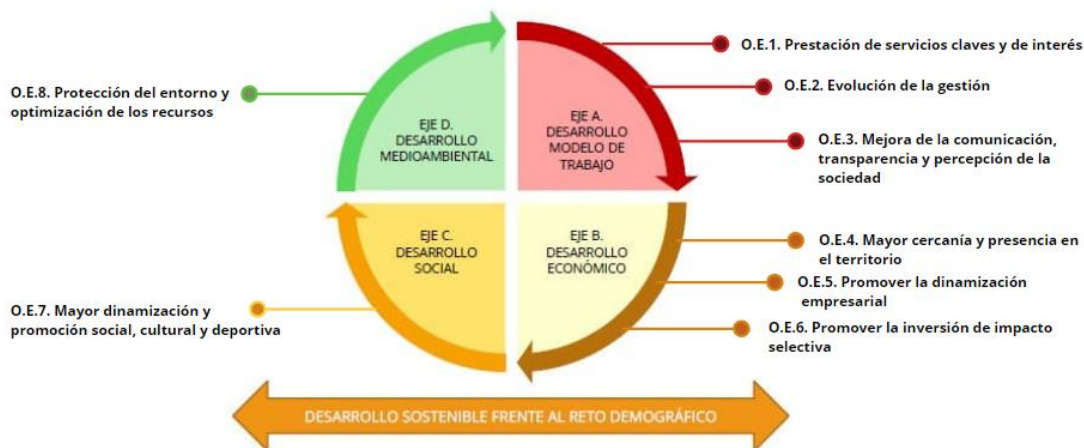 O.E.1. Prestación de servicios claves y de interés
O.E.2. Evolución de la gestión
O.E.3. Mejora de la comunicación,
transparencia y percepción de la
sociedad
O.E.8. Protección del entorno y
optimización de los recursos
EJE D.
DESARROLLO
MEDIOAMBIENTAL
EJE A.
DESARROLLO
MODELO DE
TRABAJO
EJE C.
DESARROLLO
SOCIAL
EJE B.
DESARROLLO
ECONÓMICO
O.E.4. Mayor cercanía y presencia en
el territorio
O.E.5. Promover la dinamización
empresarial
O.E.6. Promover la inversión de impacto
selectiva
O.E.7. Mayor dinamización y
promoción social, cultural y deportiva
DESARROLLO SOSTENIBLE FRENTE AL RETO DEMOGRÁFICO